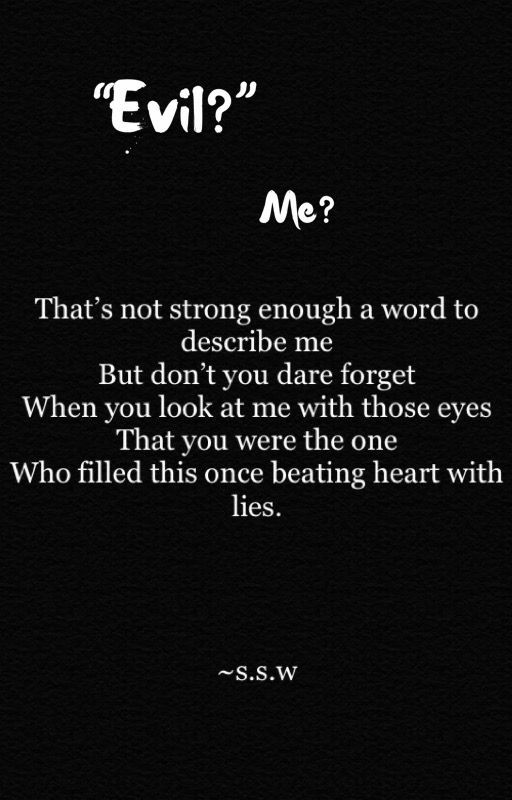 “Evil?”
Me?
That’s not strong enough a word to
describe me
But don’t you dare forget
When you look at me with those eyes
That you were the one
Who filled this once beating heart with
lies.
~s.s.w